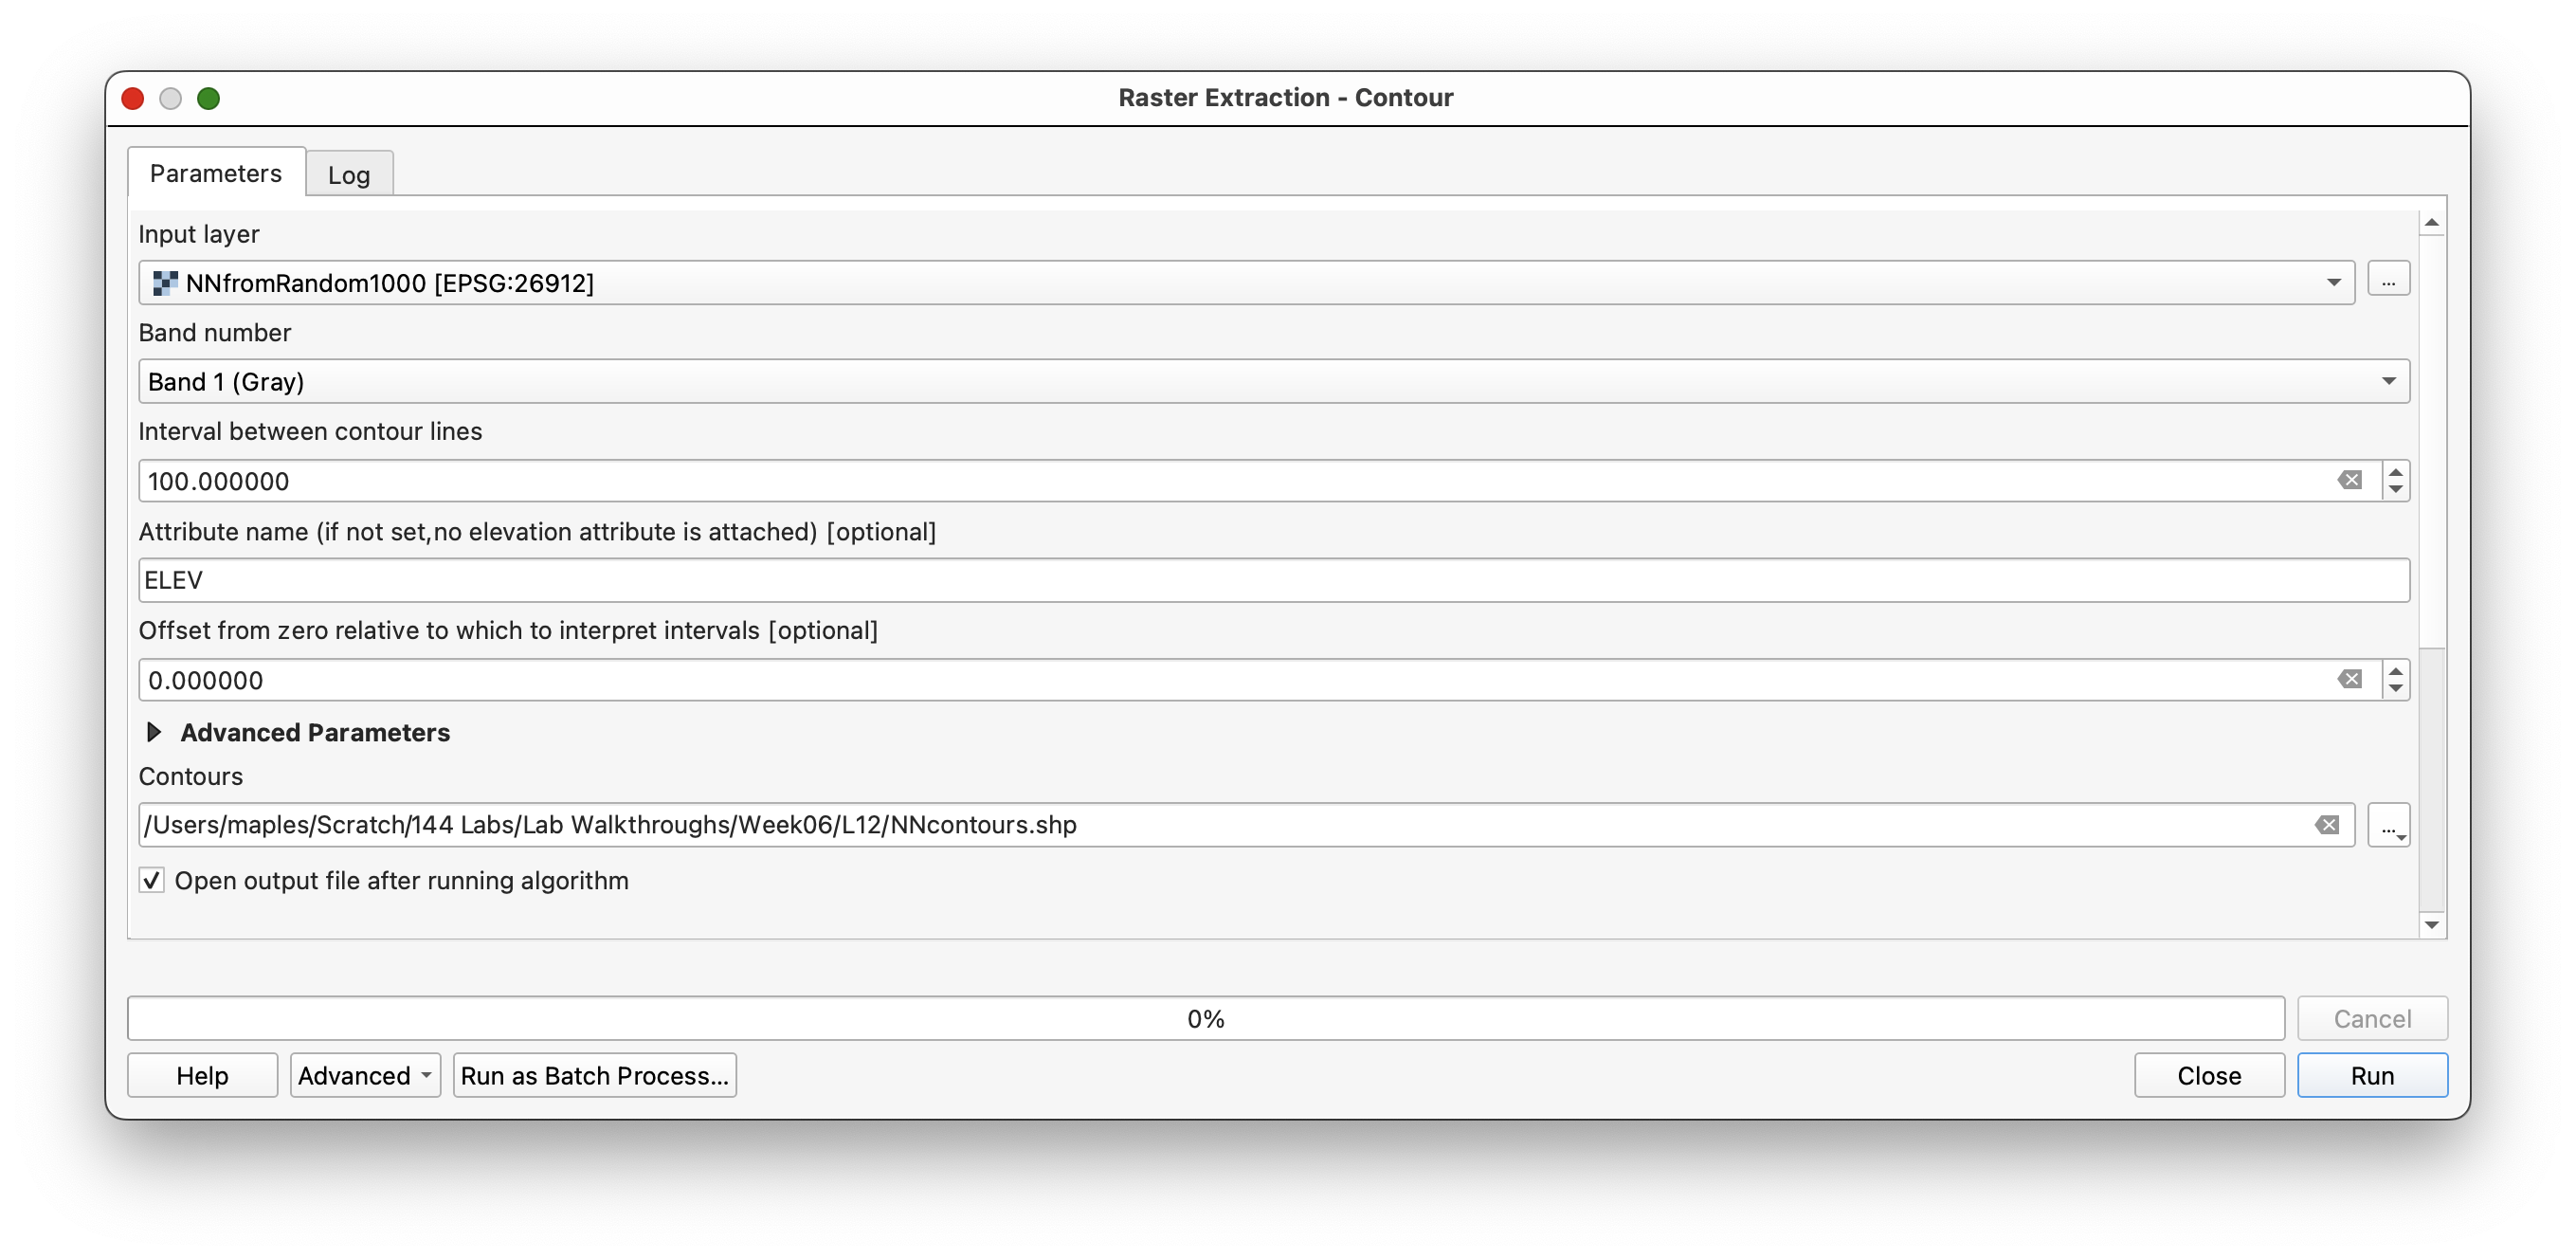 Raster Extraction - Contour
Parameters
Log
Input layer
NNfromRandom1000 [EPSG:26912]
...
Band number
Band 1 (Gray)
Interval between contour lines
100.000000
Attribute name (if not set,no elevation attribute is attached) [optional]
ELEV
Offset from zero relative to which to interpret intervals [optional]
0.000000
Advanced Parameters
Contours
/Users/maples/Scratch/144 Labs/Lab Walkthroughs/Week06/L12/NNcontours.shp
...
Open output file after running algorithm
0%
Cancel
Help
Advanced
Run as Batch Process...
Close
Run